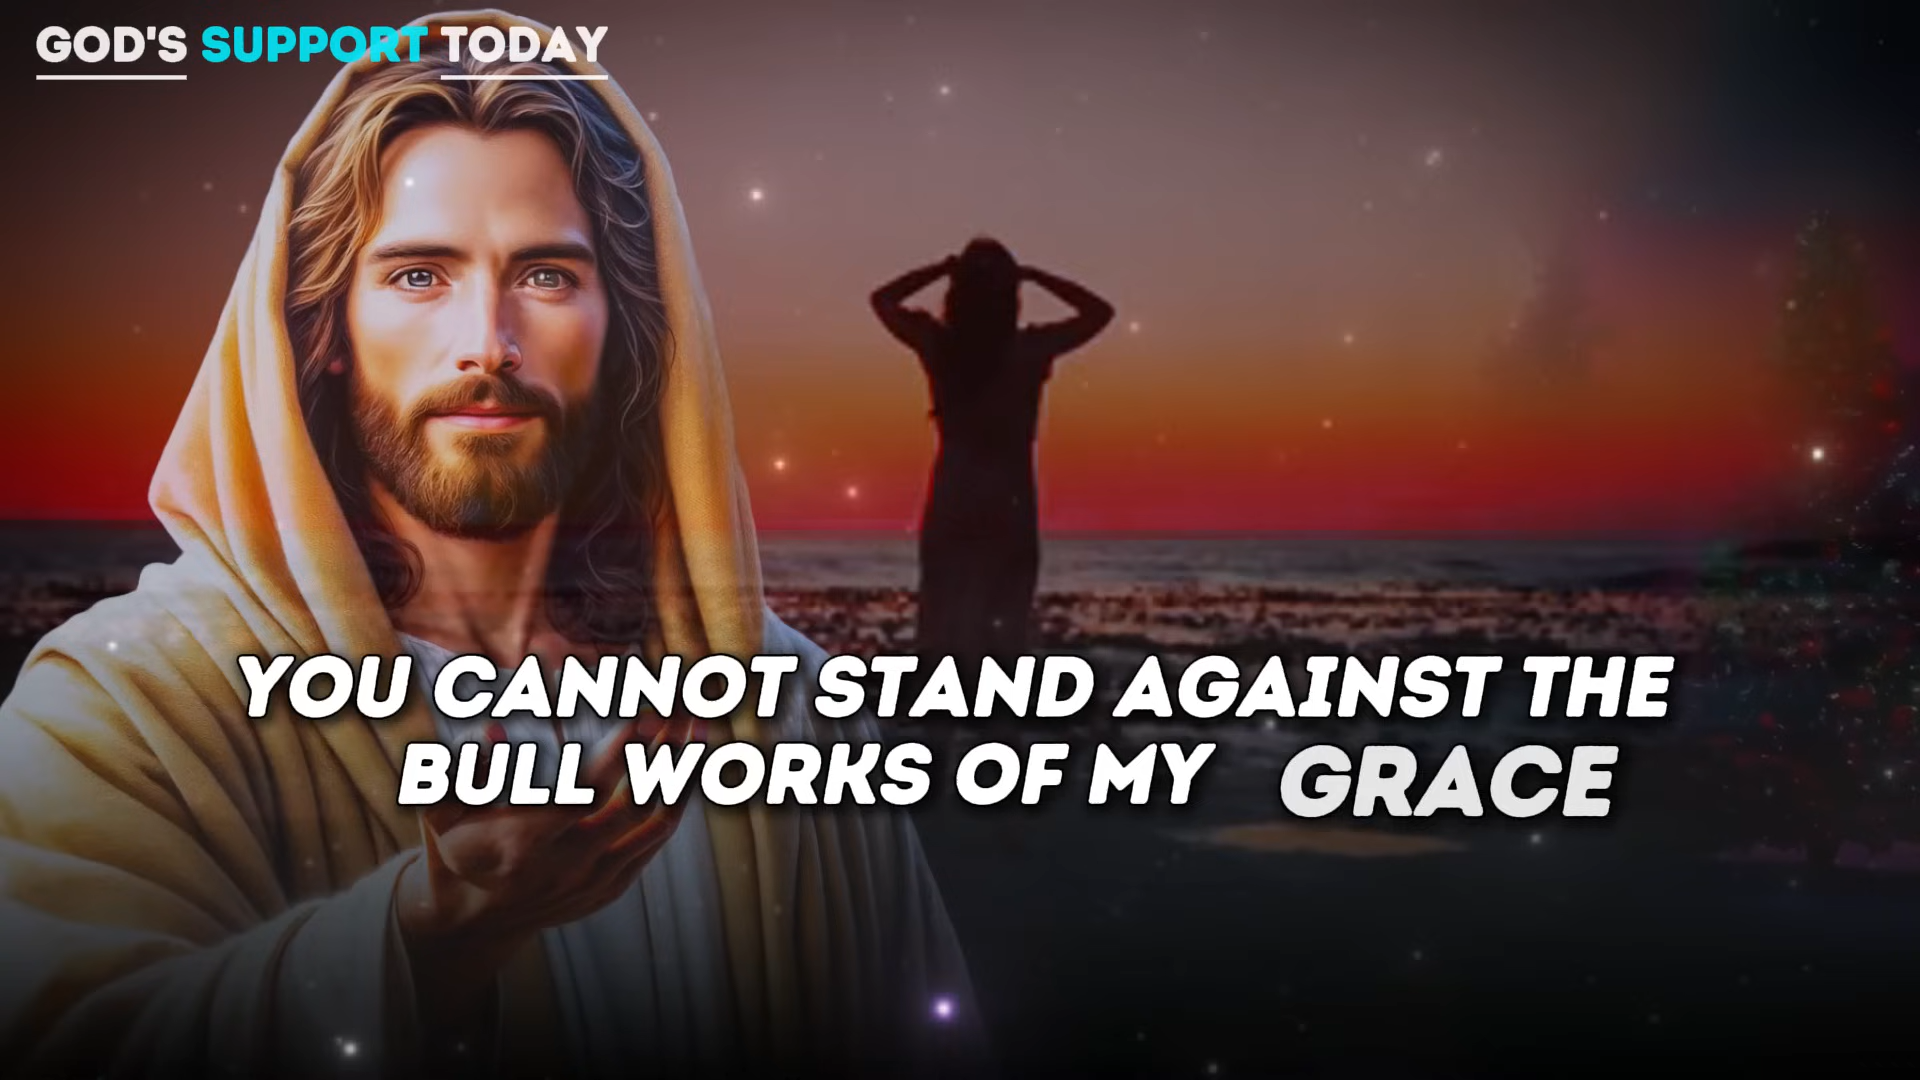 GOD'S SUPPORT TODAY
YOU CANNOT STAND AGAINST THE
BULL WORKS OF MY GRACE